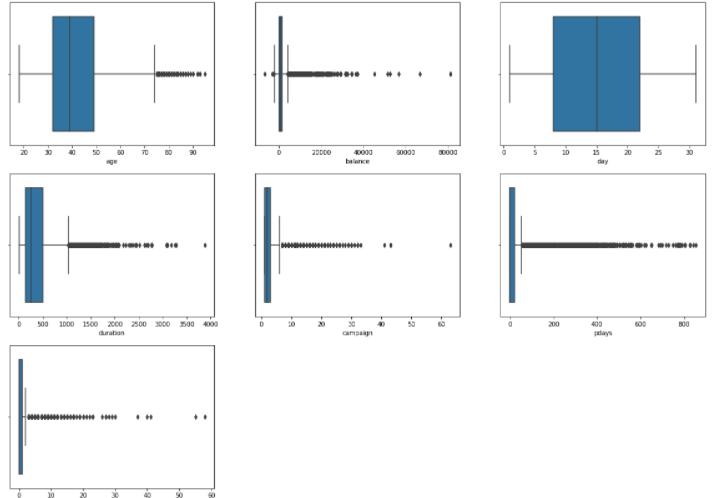 20 30 40 50 60 70 80 90
age
0 20000 40000 60000 80000
balance
0 5 10 15 20 25 30
day
0 500 1000 1500 2000 2500 3000 3500 4000
duration
0 10 20 30 40 50 60
campaign
0 200 400 600 800
pdays
0 10 20 30 40 50 60